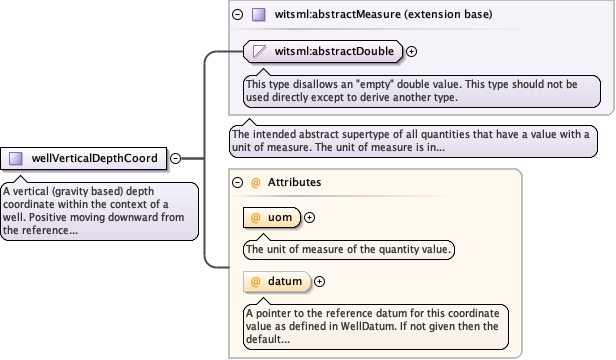 witsml:abstractMeasure (extension base)
witsml:abstractDouble
This type disallows an "empty" double value. This type should not be
used directly except to derive another type.
The intended abstract supertype of all quantities that have a value with a
unit of measure. The unit of measure is in...
wellVerticalDepthCoord
A vertical (gravity based) depth
coordinate within the context of a
well. Positive moving downward from
the reference...
@ Attributes
@ uom
The unit of measure of the quantity value.
@ datum
A pointer to the reference datum for this coordinate
value as defined in WellDatum. If not given then the
default...